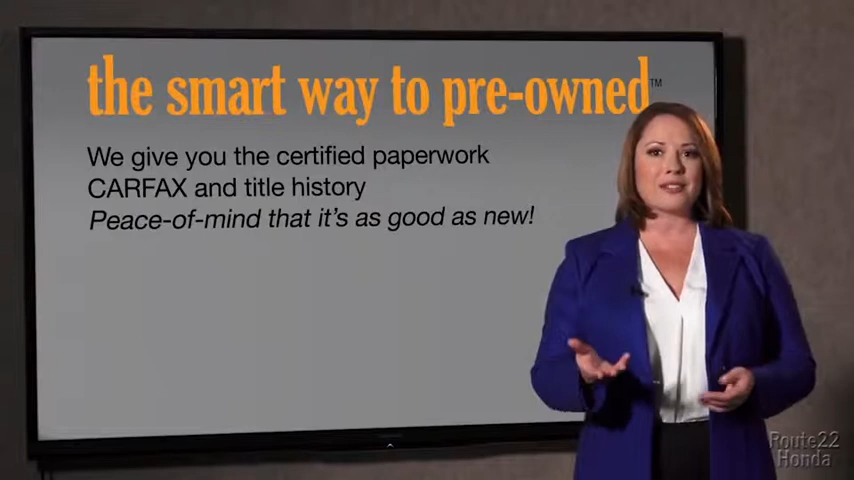 the smart way to pre-owned™
We give you the certified paperwork
CARFAX and title history
Peace-of-mind that it's as good as new!
Route22
Honda